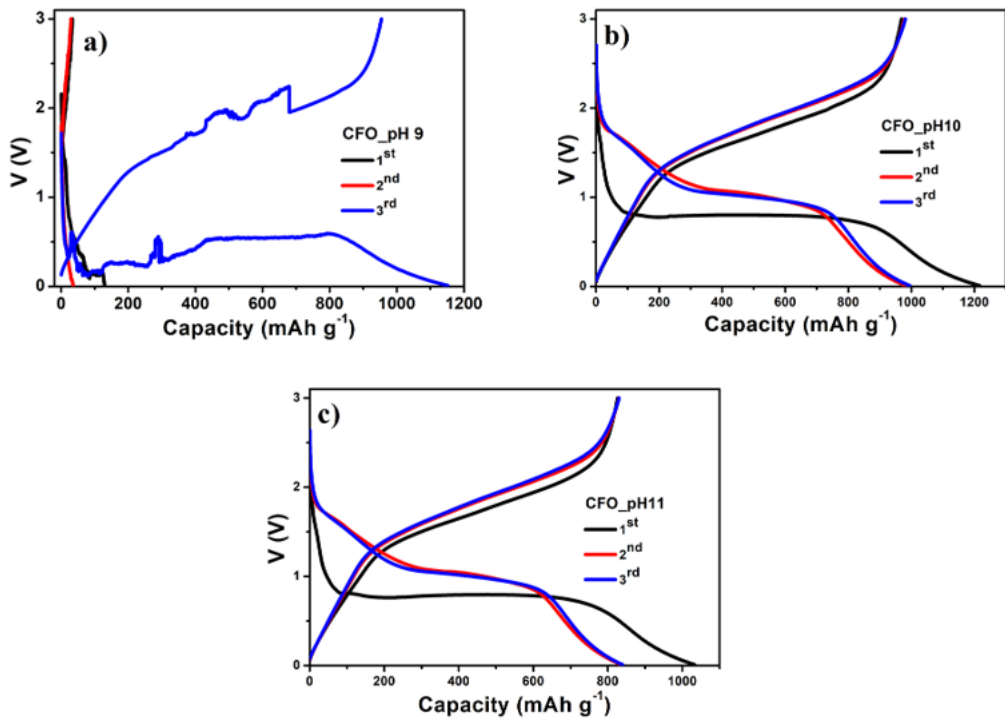 a)
CFO_pH 9
1st
2nd
3rd
V (V)
3
2
1
0
0 200 400 600 800 1000 1200
Capacity (mAh g-1)
b)
CFO_pH10
1st
2nd
3rd
V (V)
3
2
1
0
0 200 400 600 800 1000 1200
Capacity (mAh g-1)
c)
CFO_pH11
1st
2nd
3rd
V (V)
3
2
1
0
0 200 400 600 800 1000
Capacity (mAh g-1)